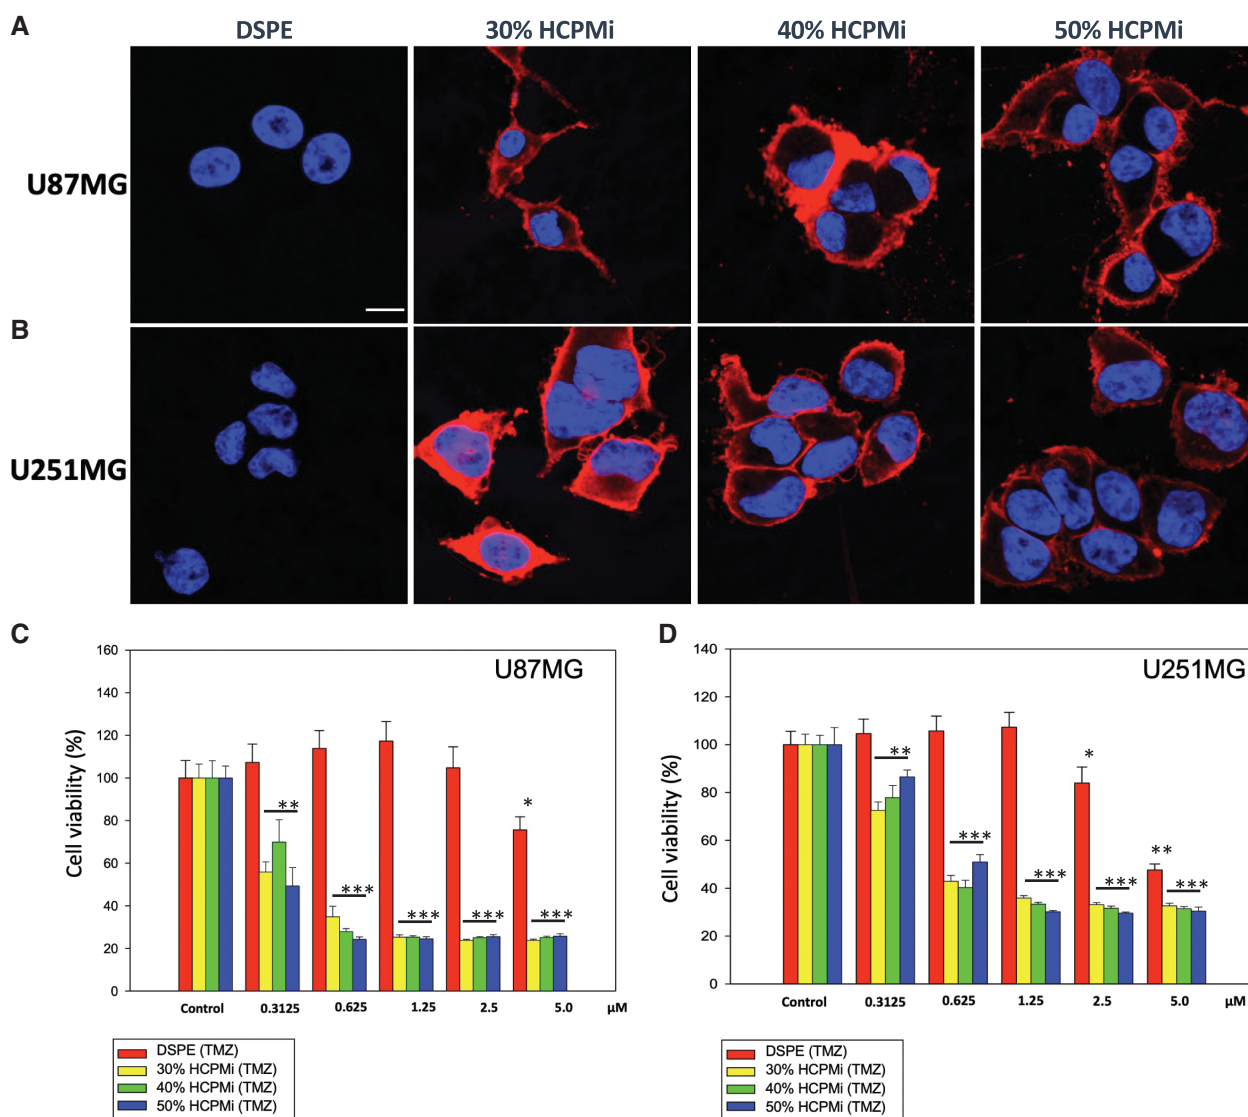 A
DSPE 30% HCPMi 40% HCPMi 50% HCPMi
U87MG
B
U251MG
C
160
140
120
100
80
60
40
20
0
Cell viability (%)
U87MG
**
***
***
***
*
***
Control 0.3125 0.625 1.25 2.5 5.0 µM
DSPE (TMZ)
30% HCPMi (TMZ)
40% HCPMi (TMZ)
50% HCPMi (TMZ)
D
140
120
100
80
60
40
20
0
Cell viability (%)
U251MG
**
***
***
*
***
**
***
Control 0.3125 0.625 1.25 2.5 5.0 µM
DSPE (TMZ)
30% HCPMi (TMZ)
40% HCPMi (TMZ)
50% HCPMi (TMZ)